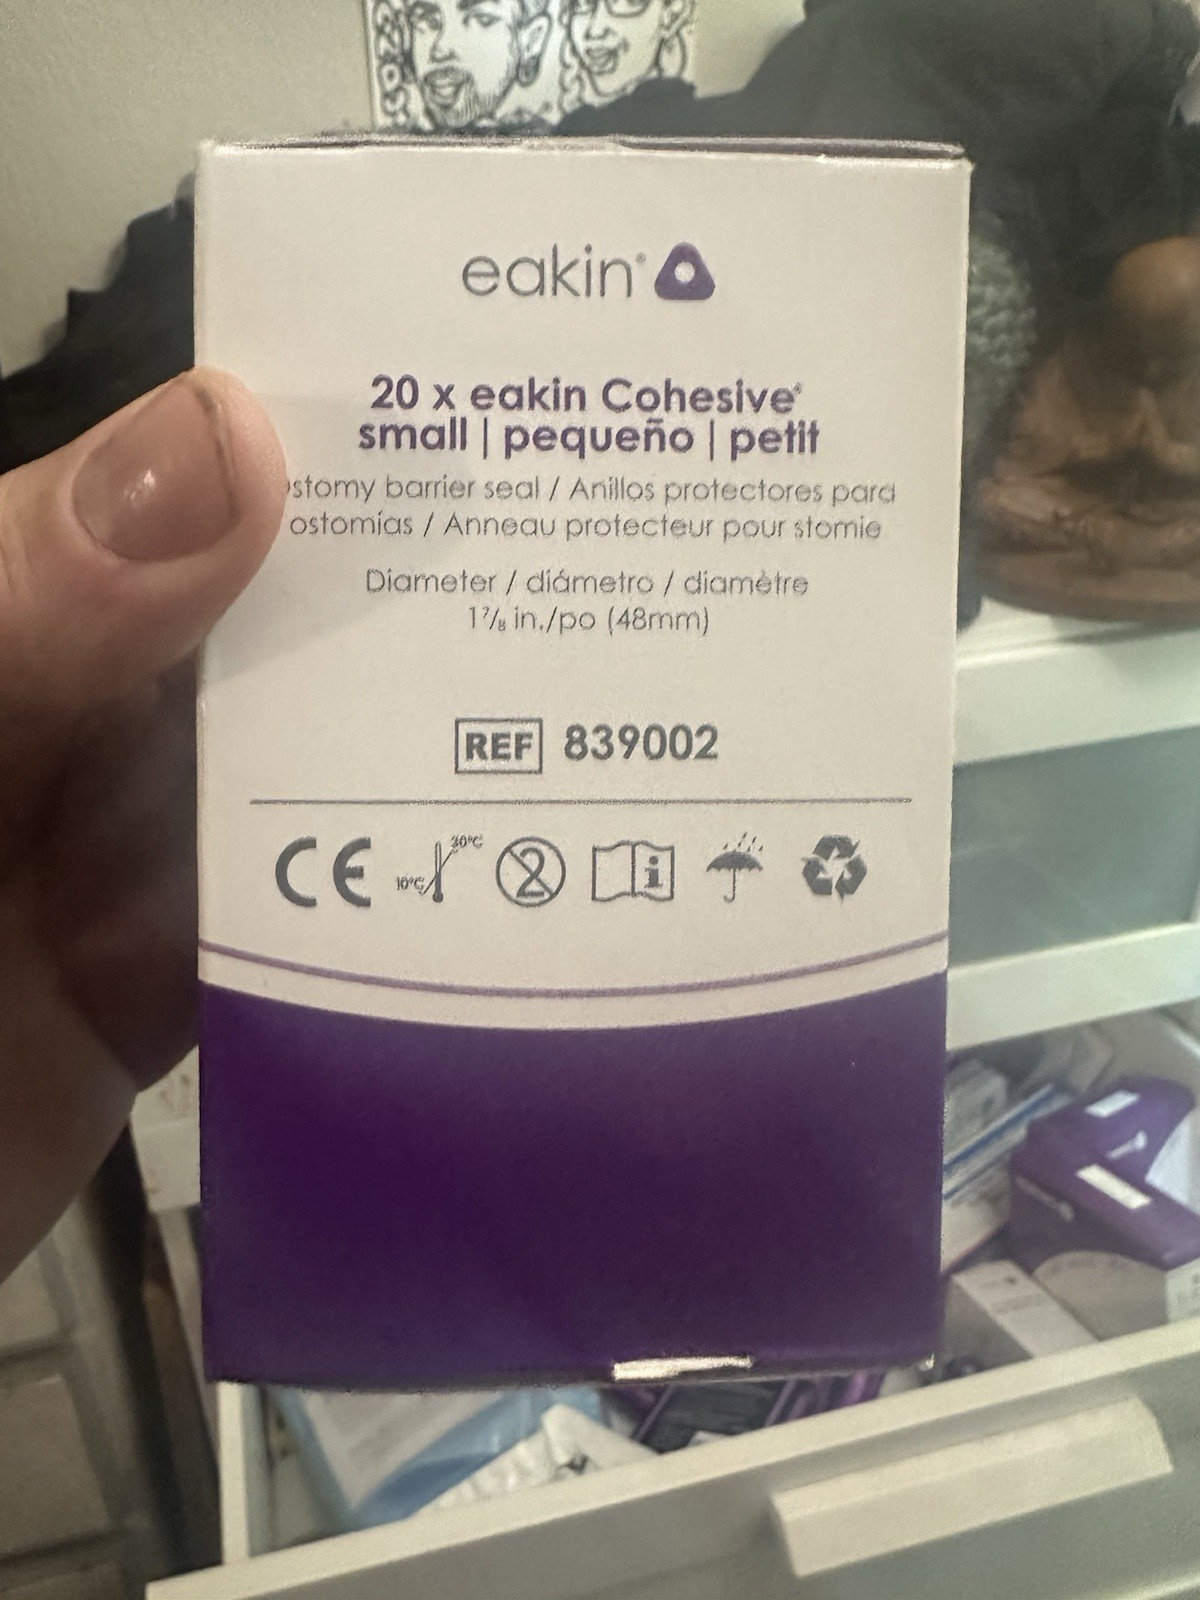 eakin®
20 x eakin Cohesive®
small | pequeño | petit
stomy barrier seal / Anillos protectores para
ostomías / Anneau protecteur pour stomie
Diameter / diámetro / diamètre
1⅞ in./po (48mm)
REF 839002
CE 10°C 30°C 2 i